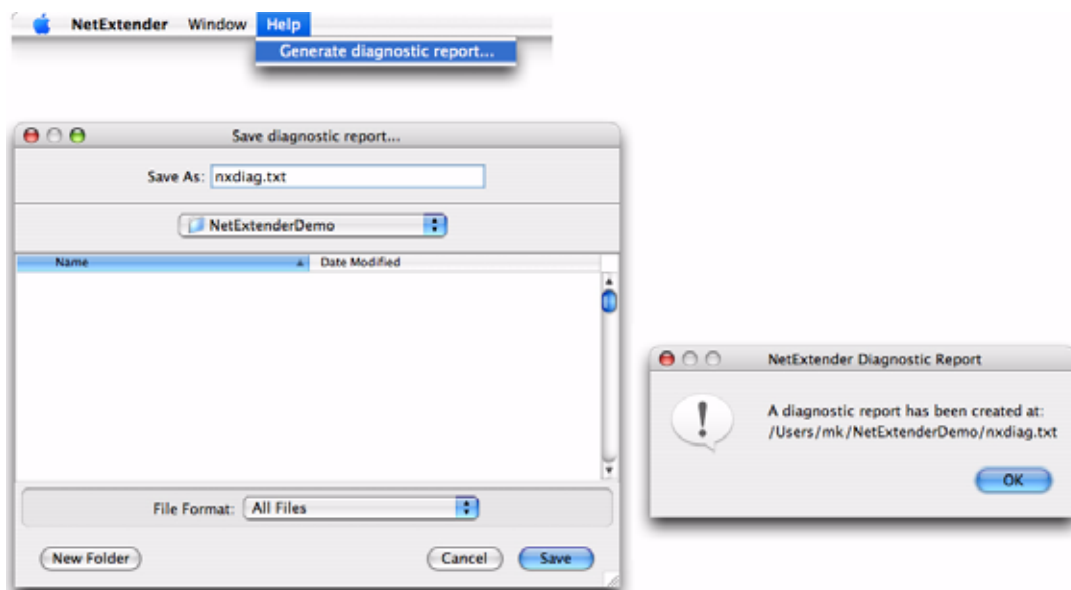 NetExtender Window Help
Generate diagnostic report...
Save diagnostic report...
Save As: nxdiag.txt
NetExtenderDemo
Name Date Modified
File Format: All Files
New Folder Cancel Save
NetExtender Diagnostic Report
A diagnostic report has been created at:
/Users/mk/NetExtenderDemo/nxdiag.txt
OK